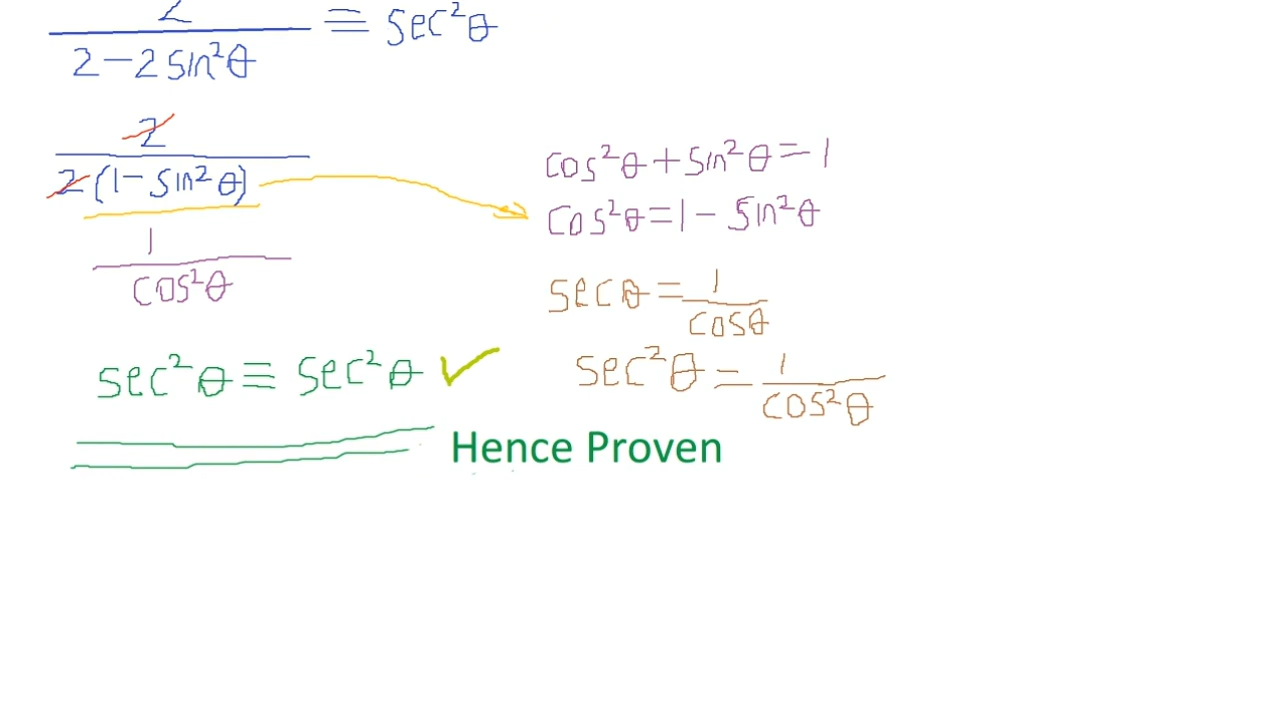 2
≡ sec²θ
2-2sin²θ
2
2(1-sin²θ)
1
cos²θ
cos²θ+sin²θ=1
cos²θ=1-sin²θ
secθ=1/cosθ
sec²θ=1/cos²θ
sec²θ≡sec²θ ✓
Hence Proven